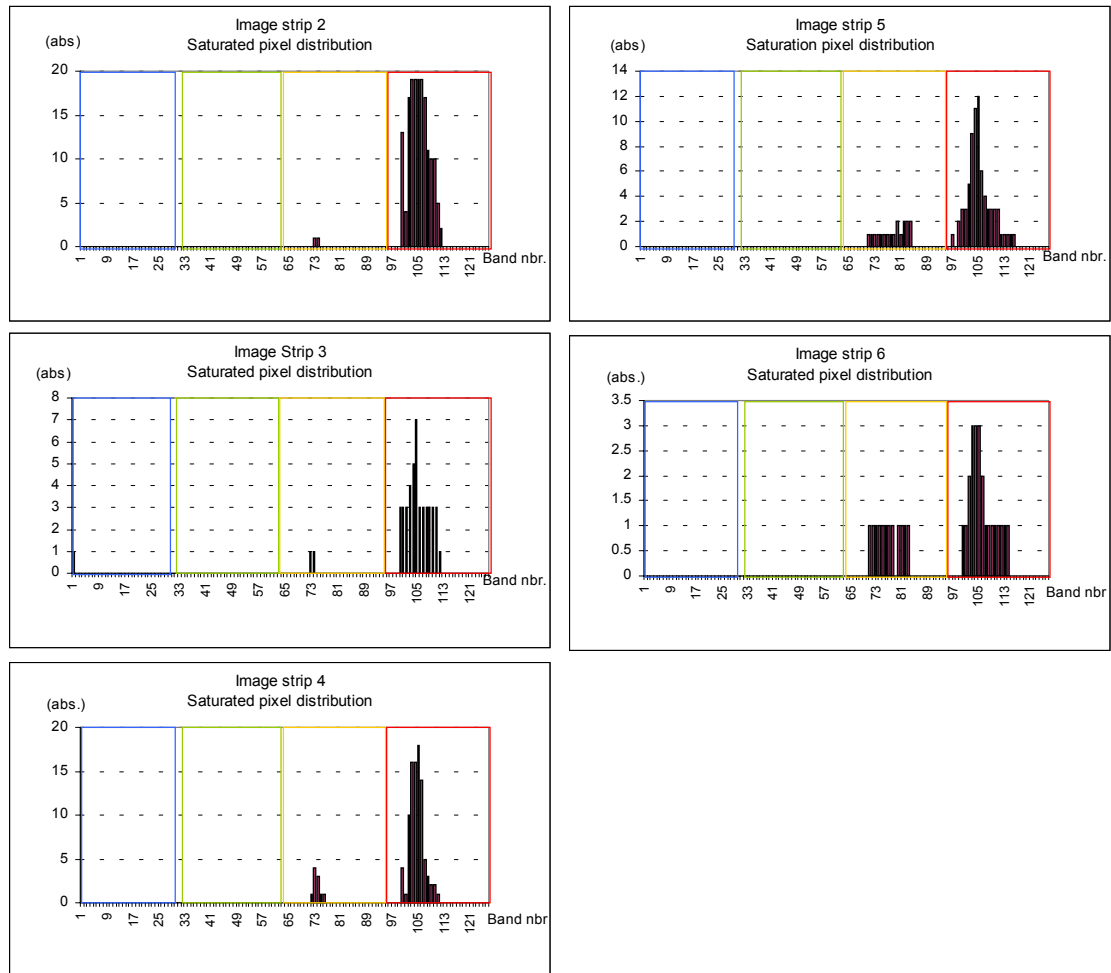 Image strip 2
Saturated pixel distribution
(abs)
20
15
10
5
0
1 9 17 25 33 41 49 57 65 73 81 89 97 105 113 121
Band nbr.
Image strip 5
Saturation pixel distribution
(abs)
14
12
10
8
6
4
2
0
1 9 17 25 33 41 49 57 65 73 81 89 97 105 113 121
Band nbr.
Image Strip 3
Saturated pixel distribution
(abs)
8
7
6
5
4
3
2
1
0
1 9 17 25 33 41 49 57 65 73 81 89 97 105 113 121
Band nbr.
Image strip 6
Saturated pixel distribution
(abs.)
3.5
3
2.5
2
1.5
1
0.5
0
1 9 17 25 33 41 49 57 65 73 81 89 97 105 113 121
Band nbr
Image strip 4
Saturated pixel distribution
(abs.)
20
15
10
5
0
1 9 17 25 33 41 49 57 65 73 81 89 97 105 113 121
Band nbr